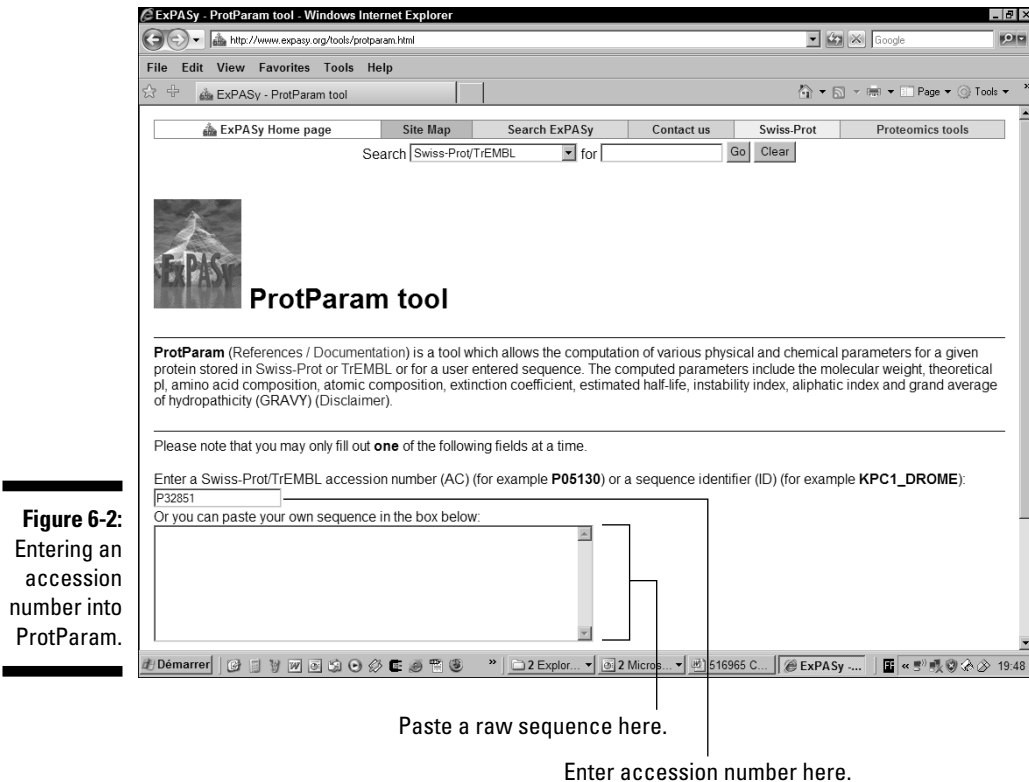 ExPASy - ProtParam tool - Windows Internet Explorer
http://www.expasy.org/tools/protparam.html
Google
File Edit View Favorites Tools Help
ExPASy - ProtParam tool
Page Tools »
ExPASy Home page Site Map Search ExPASy Contact us Swiss-Prot Proteomics tools
Search Swiss-Prot/TrEMBL for Go Clear
ExPASy
ProtParam tool
ProtParam (References / Documentation) is a tool which allows the computation of various physical and chemical parameters for a given
protein stored in Swiss-Prot or TrEMBL or for a user entered sequence. The computed parameters include the molecular weight, theoretical
pI, amino acid composition, atomic composition, extinction coefficient, estimated half-life, instability index, aliphatic index and grand average
of hydropathicity (GRAVY) (Disclaimer).
Please note that you may only fill out one of the following fields at a time.
Enter a Swiss-Prot/TrEMBL accession number (AC) (for example P05130) or a sequence identifier (ID) (for example KPC1_DROME):
P32851
Or you can paste your own sequence in the box below:
Figure 6-2:
Entering an
accession
number into
ProtParam.
Démarrer » 2 Explor... 2 Micros... 516965 C... ExPASy -... « 19:48
Paste a raw sequence here.
Enter accession number here.